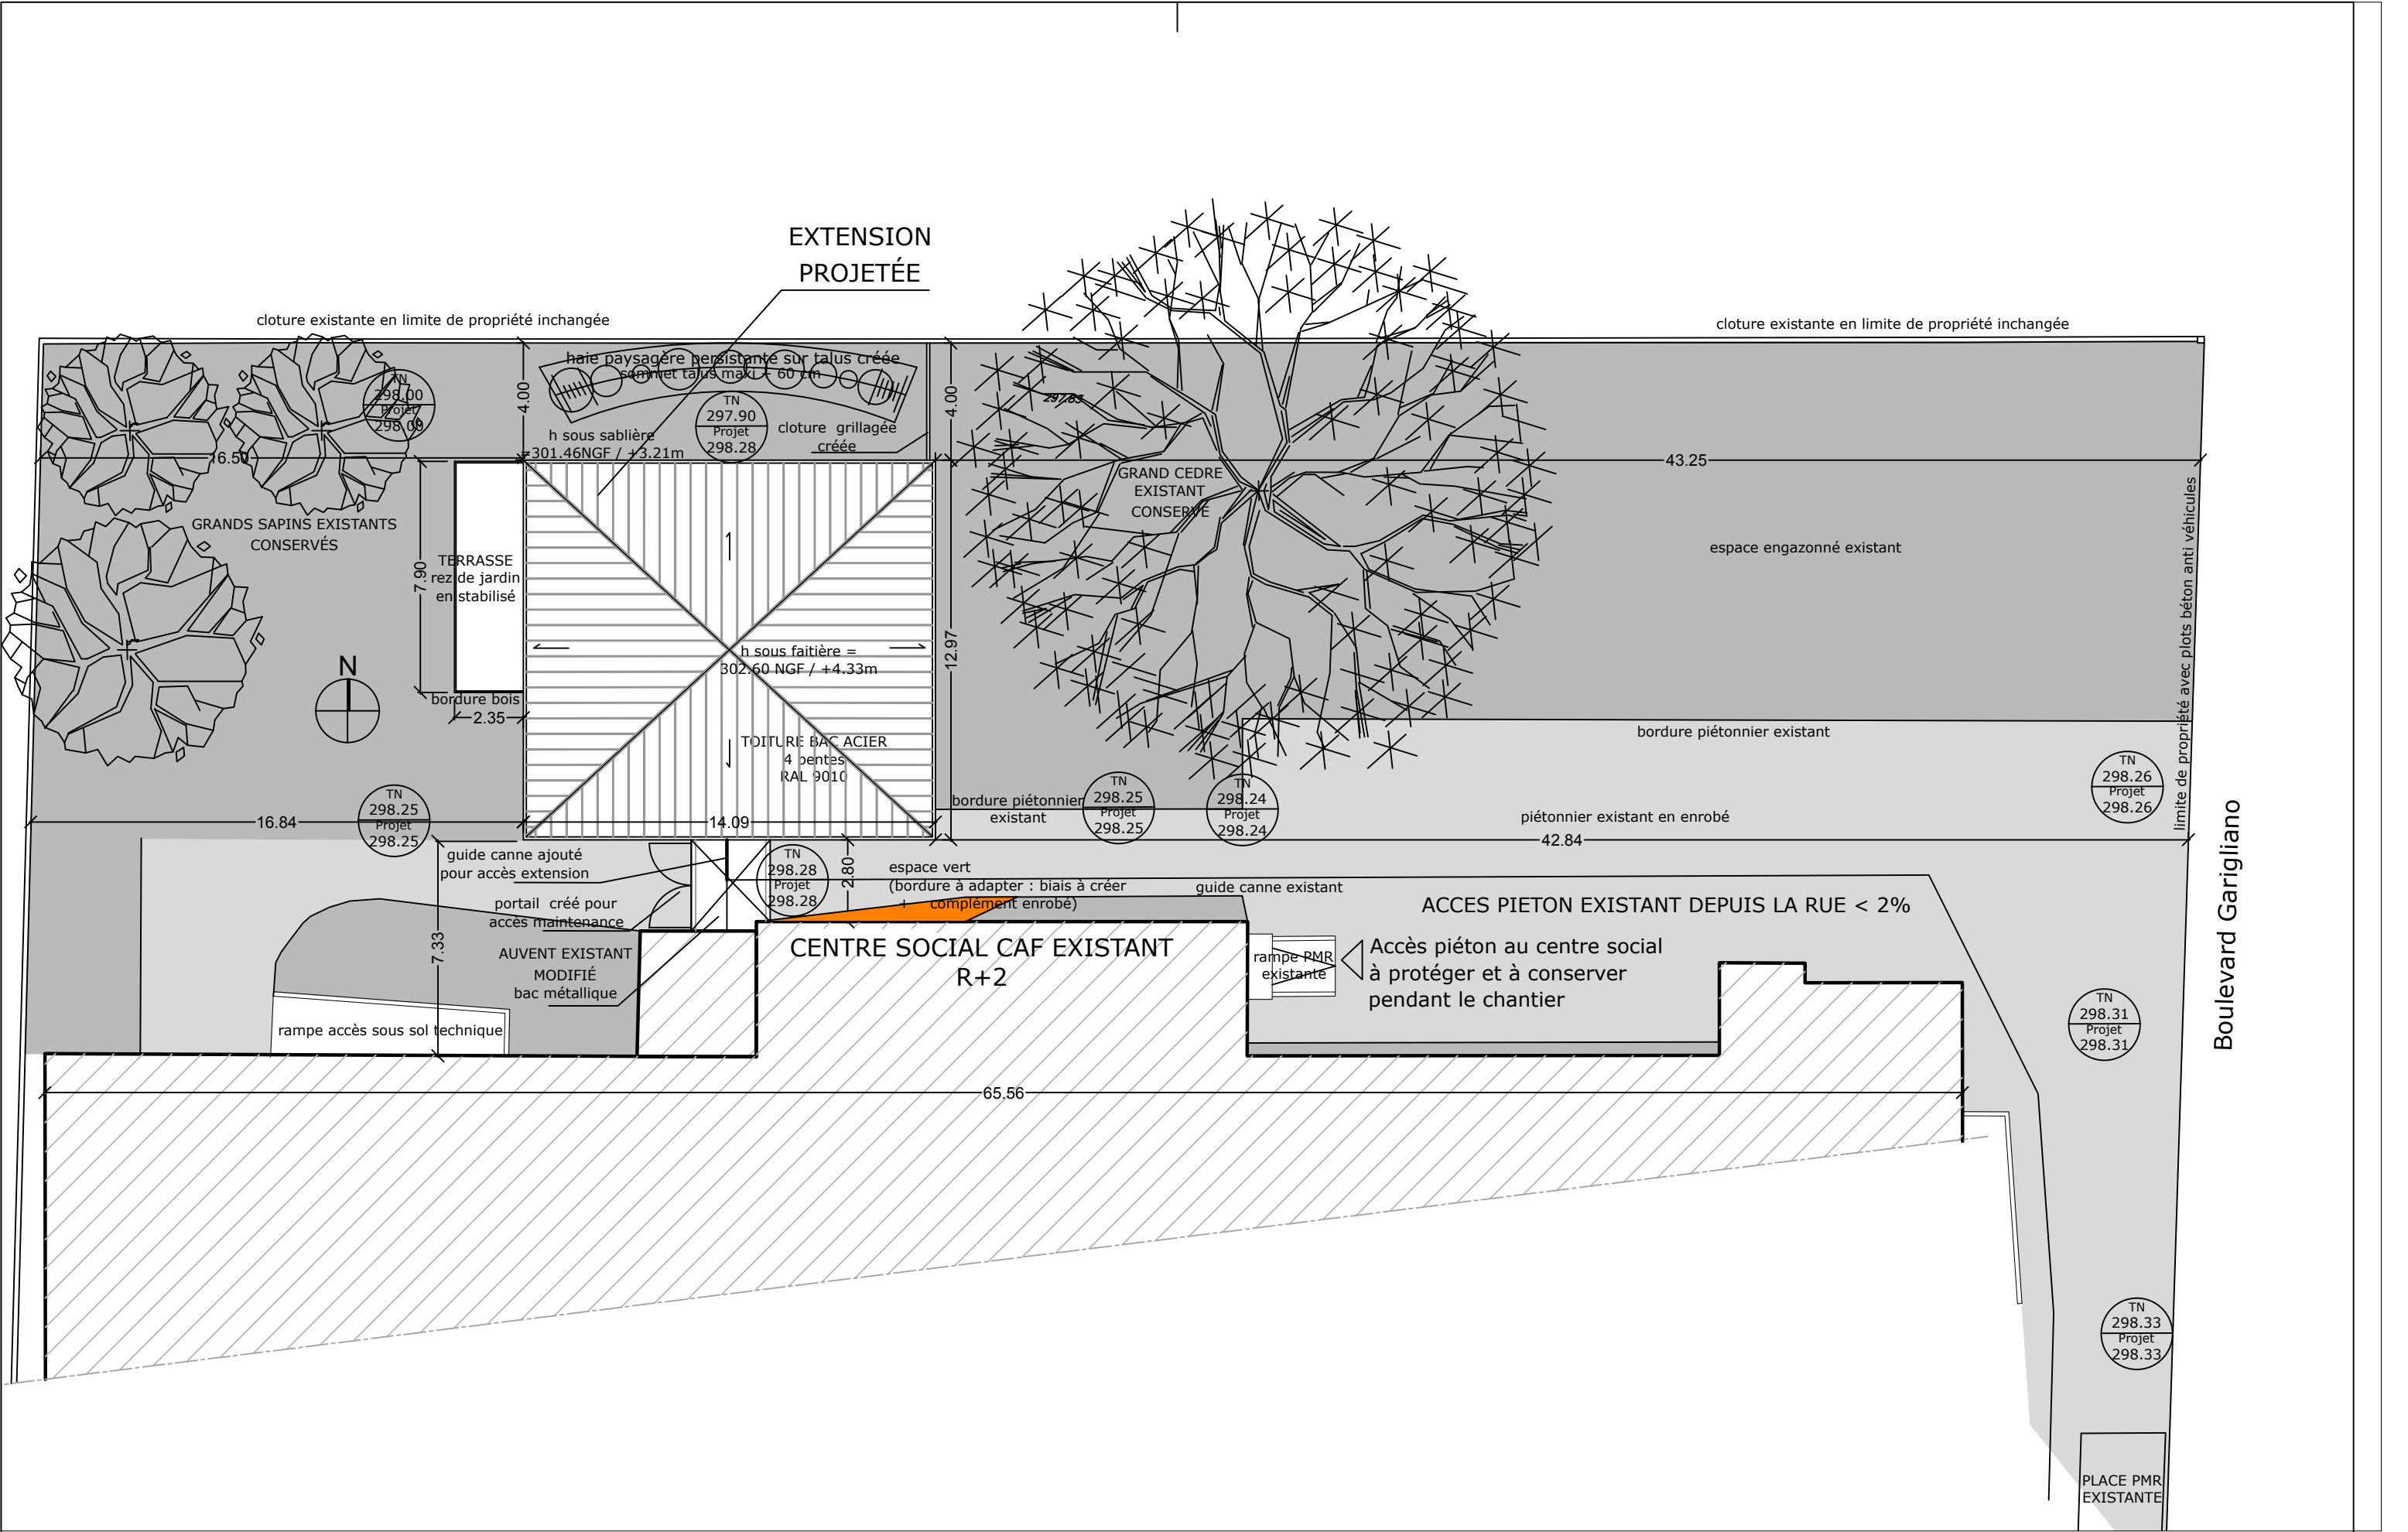 EXTENSION
PROJETÉE
cloture existante en limite de propriété inchangée
cloture existante en limite de propriété inchangée
haie paysagère persistante sur talus créée
sommet talus maxi + 60 cm
TN
298.00
Projet
298.00
4.00
TN
297.90
Projet
298.28
cloture grillagée
créée
4.00
297.83
h sous sablière
=301.46NGF / +3.21m
16.50
43.25
GRAND CEDRE
EXISTANT
CONSERVÉ
GRANDS SAPINS EXISTANTS
CONSERVÉS
espace engazonné existant
limite de propriété avec plots béton anti véhicules
7.90
TERRASSE
rez de jardin
en stabilisé
h sous faitière =
302.60 NGF / +4.33m
12.97
N
bordure bois
2.35
TOITURE BAC ACIER
4 pentes
RAL 9010
bordure piétonnier existant
TN
298.26
Projet
298.26
TN
298.25
Projet
298.25
bordure piétonnier
existant
TN
298.25
Projet
298.25
TN
298.24
Projet
298.24
piétonnier existant en enrobé
16.84
14.09
42.84
Boulevard Garigliano
guide canne ajouté
pour accès extension
TN
298.28
Projet
298.28
2.80
espace vert
(bordure à adapter : biais à créer
+ complément enrobé)
guide canne existant
portail créé pour
accès maintenance
ACCES PIETON EXISTANT DEPUIS LA RUE < 2%
7.33
AUVENT EXISTANT
MODIFIÉ
bac métallique
CENTRE SOCIAL CAF EXISTANT
R+2
rampe PMR
existante
Accès piéton au centre social
à protéger et à conserver
pendant le chantier
rampe accès sous sol technique
TN
298.31
Projet
298.31
65.56
TN
298.33
Projet
298.33
PLACE PMR
EXISTANTE